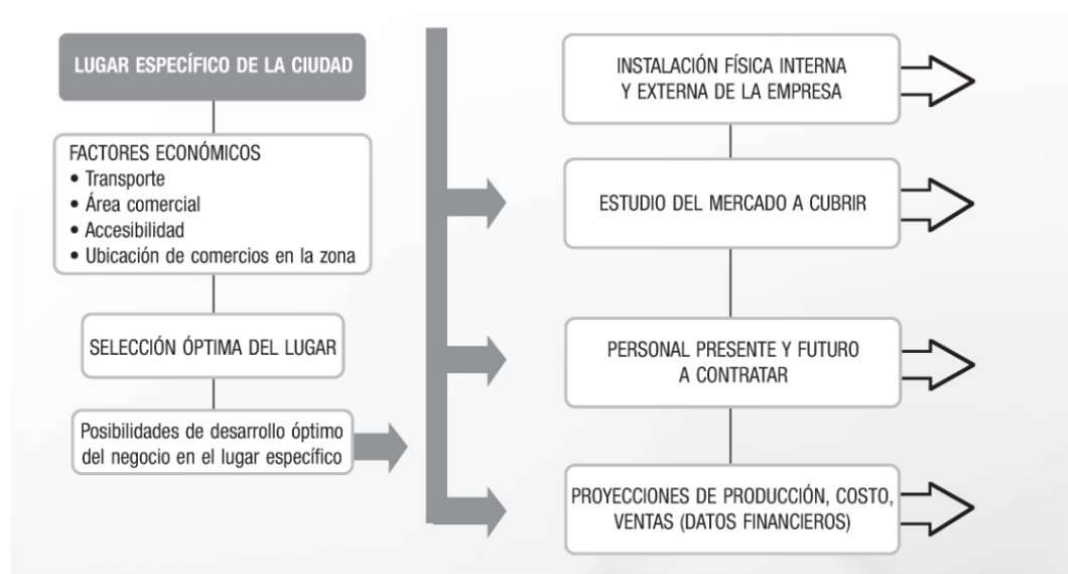 LUGAR ESPECÍFICO DE LA CIUDAD
FACTORES ECONÓMICOS
• Transporte
• Área comercial
• Accesibilidad
• Ubicación de comercios en la zona
SELECCIÓN ÓPTIMA DEL LUGAR
Posibilidades de desarrollo óptimo
del negocio en el lugar específico
INSTALACIÓN FÍSICA INTERNA
Y EXTERNA DE LA EMPRESA
ESTUDIO DEL MERCADO A CUBRIR
PERSONAL PRESENTE Y FUTURO
A CONTRATAR
PROYECCIONES DE PRODUCCIÓN, COSTO,
VENTAS (DATOS FINANCIEROS)